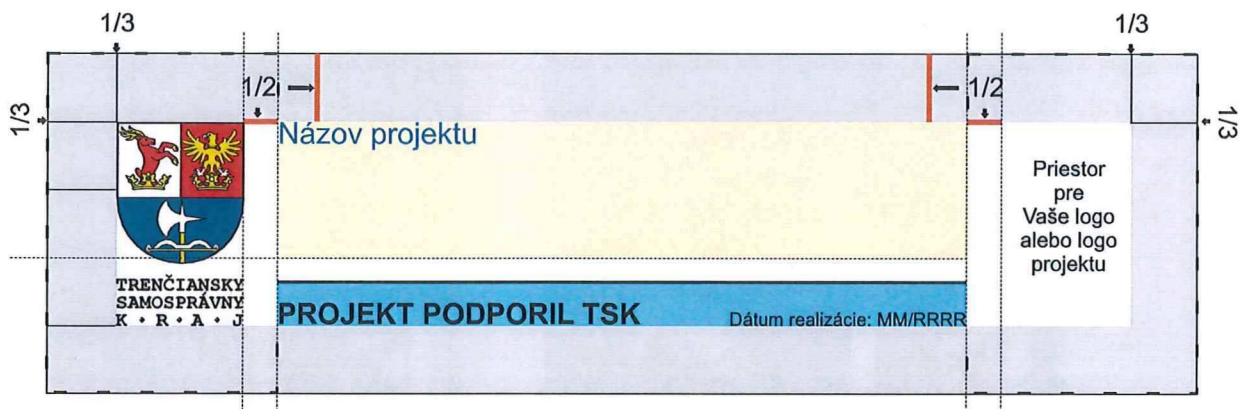 1/3
1/3
1/2
1/2
1/3
1/3
Názov projektu
Priestor
pre
Vaše logo
alebo logo
projektu
TRENČIANSKY
SAMOSPRÁVNY
K • R • A • J
PROJEKT PODPORIL TSK
Dátum realizácie: MM/RRRR